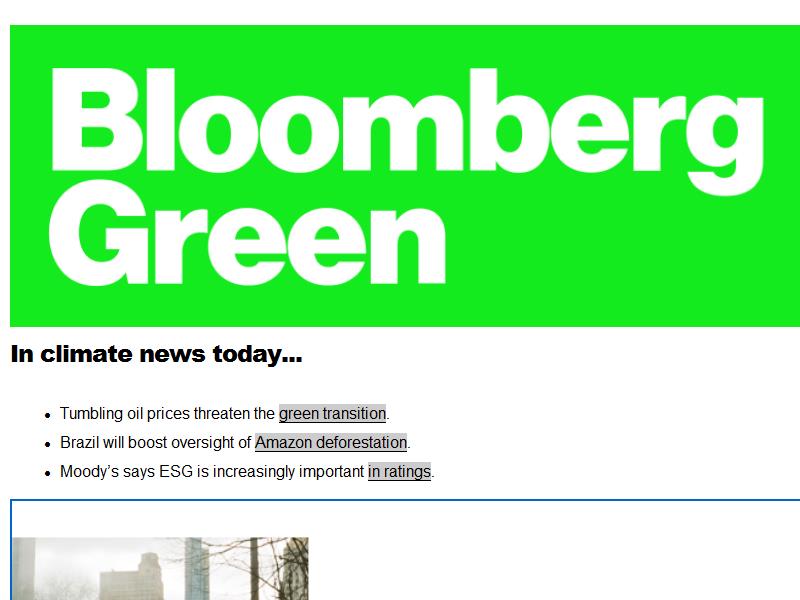 Bloomberg
Green
In climate news today...
• Tumbling oil prices threaten the green transition.
• Brazil will boost oversight of Amazon deforestation.
• Moody’s says ESG is increasingly important in ratings.